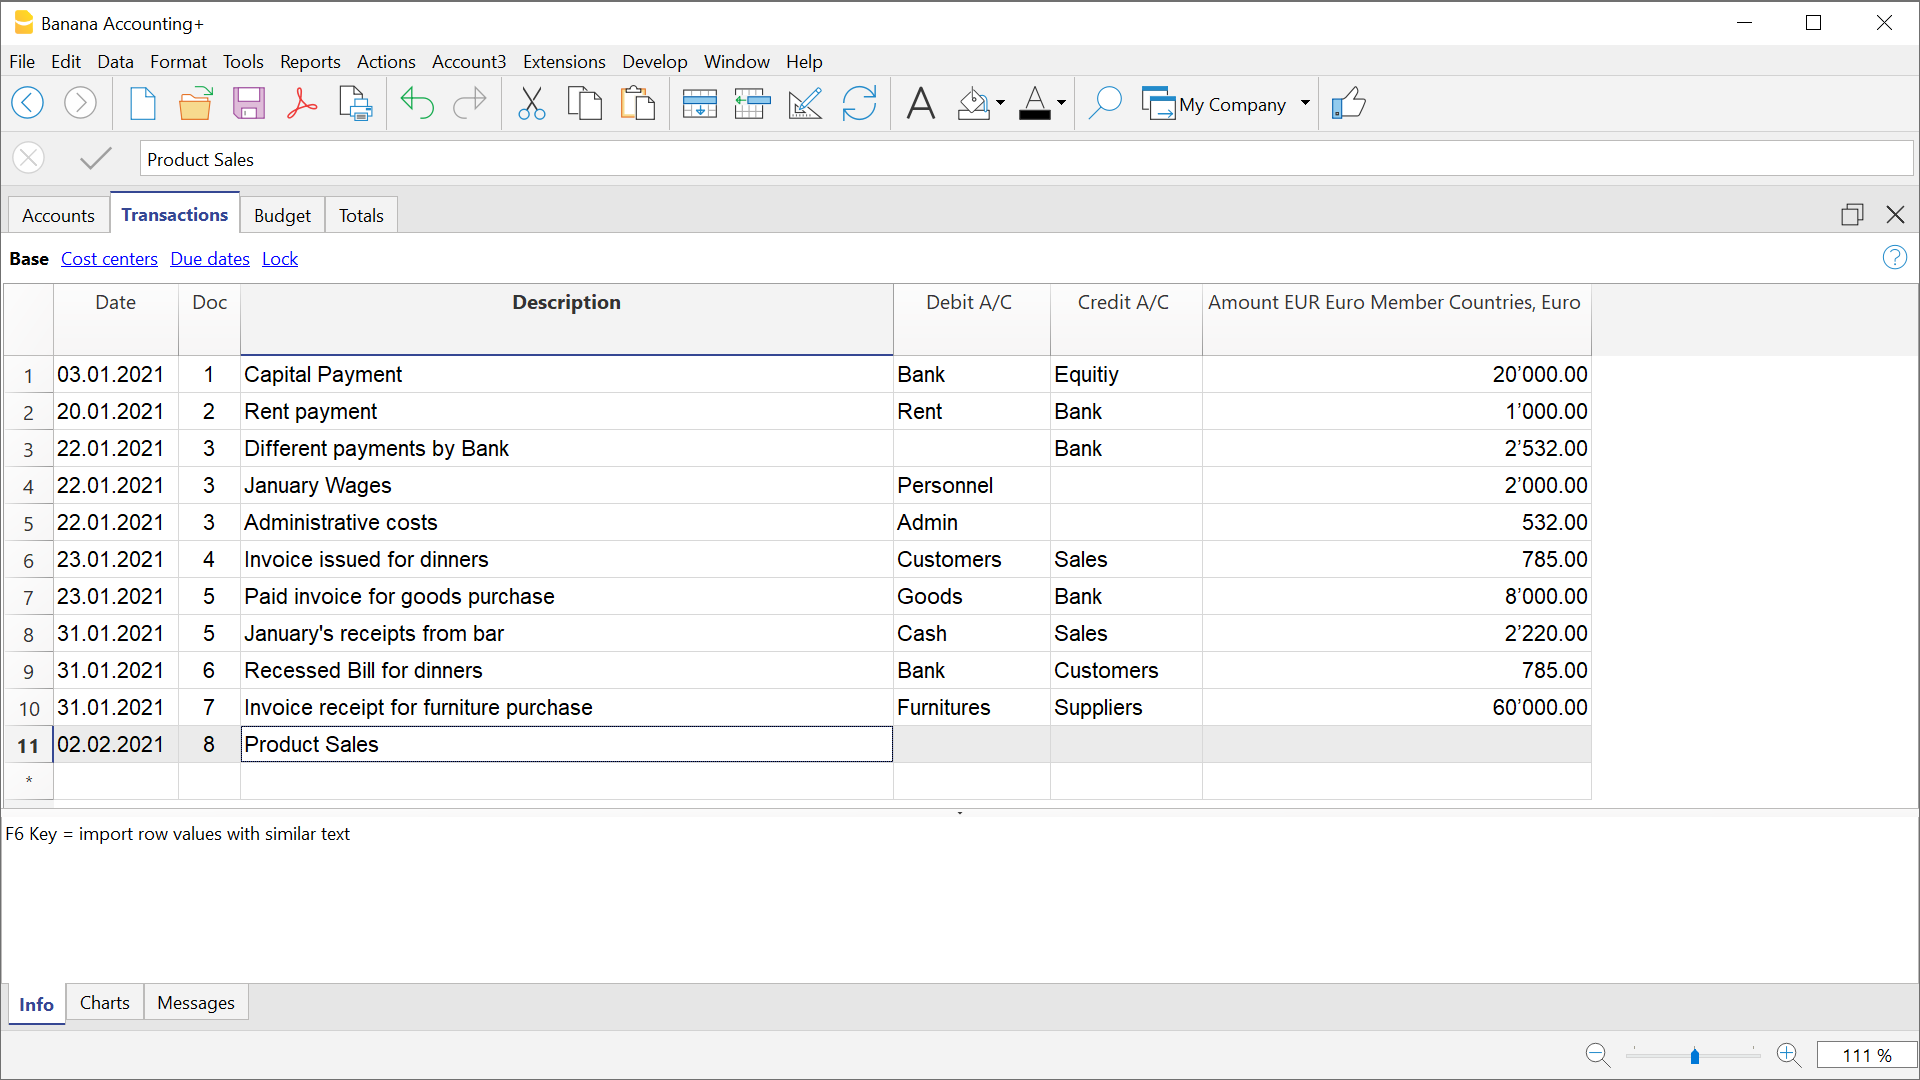 Banana Accounting+
File Edit Data Format Tools Reports Actions Account3 Extensions Develop Window Help
My Company
Product Sales
Accounts Transactions Budget Totals
Base Cost centers Due dates Lock
Date Doc Description Debit A/C Credit A/C Amount EUR Euro Member Countries, Euro
1 03.01.2021 1 Capital Payment Bank Equitiy 20’000.00
2 20.01.2021 2 Rent payment Rent Bank 1’000.00
3 22.01.2021 3 Different payments by Bank Bank 2’532.00
4 22.01.2021 3 January Wages Personnel 2’000.00
5 22.01.2021 3 Administrative costs Admin 532.00
6 23.01.2021 4 Invoice issued for dinners Customers Sales 785.00
7 23.01.2021 5 Paid invoice for goods purchase Goods Bank 8’000.00
8 31.01.2021 5 January's receipts from bar Cash Sales 2’220.00
9 31.01.2021 6 Recessed Bill for dinners Bank Customers 785.00
10 31.01.2021 7 Invoice receipt for furniture purchase Furnitures Suppliers 60’000.00
11 02.02.2021 8 Product Sales
*
F6 Key = import row values with similar text
Info Charts Messages
111 %